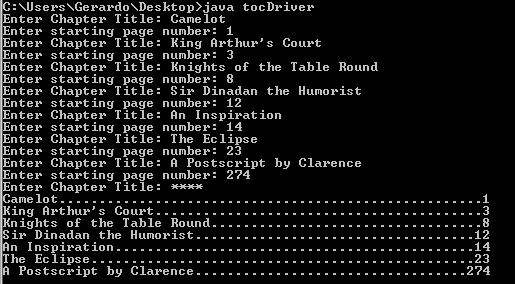 C:\Users\Gerardo\Desktop>java tocDriver
Enter Chapter Title: Camelot
Enter starting page number: 1
Enter Chapter Title: King Arthur's Court
Enter starting page number: 3
Enter Chapter Title: Knights of the Table Round
Enter starting page number: 8
Enter Chapter Title: Sir Dinadan the Humorist
Enter starting page number: 12
Enter Chapter Title: An Inspiration
Enter starting page number: 14
Enter Chapter Title: The Eclipse
Enter starting page number: 23
Enter Chapter Title: A Postscript by Clarence
Enter starting page number: 274
Enter Chapter Title: ****
Camelot.....................................................1
King Arthur's Court.........................................3
Knights of the Table Round..................................8
Sir Dinadan the Humorist...................................12
An Inspiration.............................................14
The Eclipse................................................23
A Postscript by Clarence..................................274